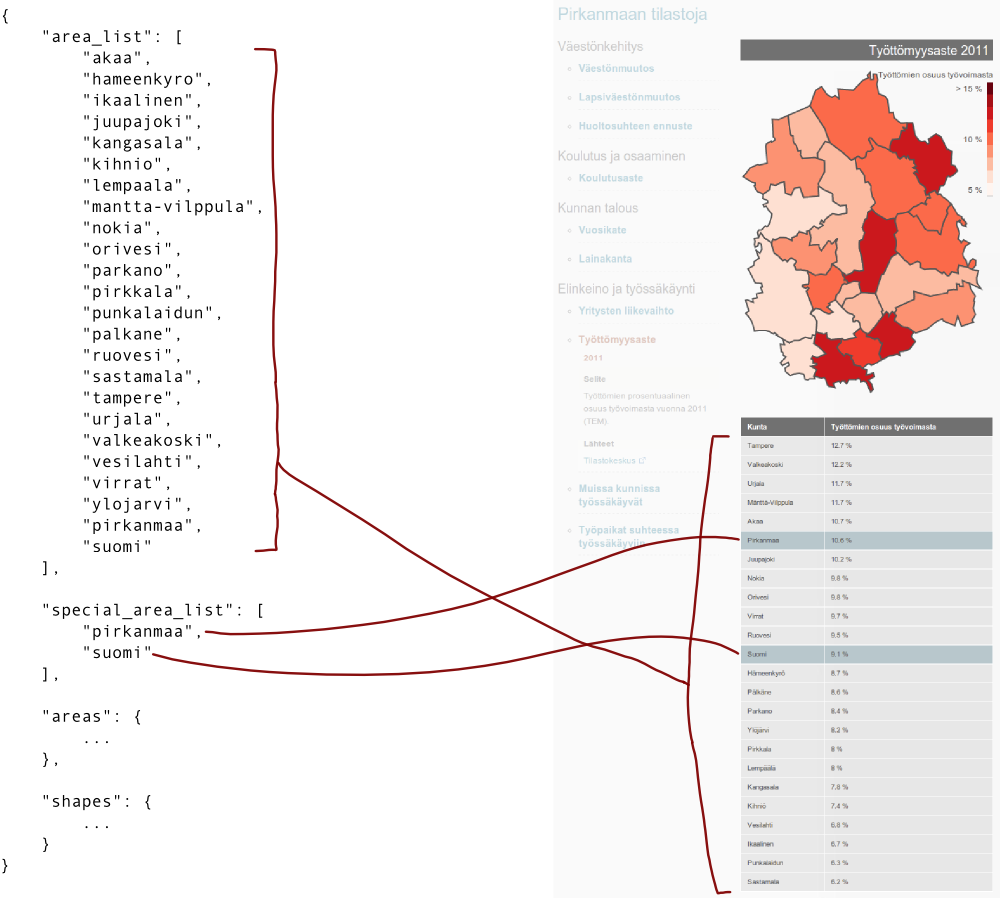 {
"area_list": [
"akaa",
"hameenkyro",
"ikaalinen",
"juupajoki",
"kangasala",
"kihnio",
"lempaala",
"mantta-vilppula",
"nokia",
"orivesi",
"parkano",
"pirkkala",
"punkalaidun",
"palkane",
"ruovesi",
"sastamala",
"tampere",
"urjala",
"valkeakoski",
"vesilahti",
"virrat",
"ylojarvi",
"pirkanmaa",
"suomi"
],
"special_area_list": [
"pirkanmaa",
"suomi"
],
"areas": {
...
},
"shapes": {
...
}
}
Pirkanmaan tilastoja
Väestönkehitys
Väestönmuutos
Lapsiväestönmuutos
Huoltosuhteen ennuste
Koulutus ja osaaminen
Koulutusaste
Kunnan talous
Vuosikate
Lainakanta
Elinkeino ja työssäkäynti
Yritysten liikevaihto
Työttömyysaste
2011
Selite
Työttömien prosentuaalinen
osuus työvoimasta vuonna 2011
(TEM)
Lähteet
Tilastokeskus
Muissa kunnissa
työssäkäyvät
Työpaikat suhteessa
työssäkäyviin
Työttömyysaste 2011
Työttömien osuus työvoimasta
> 15 %
10 %
5 %
Kunta Työttömien osuus työvoimasta
Tampere 12.7 %
Valkeakoski 12.2 %
Urjala 11.7 %
Mänttä-Vilppula 11.7 %
Akaa 10.7 %
Pirkanmaa 10.6 %
Juupajoki 10.2 %
Nokia 9.8 %
Orivesi 9.8 %
Virrat 9.7 %
Ruovesi 9.5 %
Suomi 9.1 %
Hämeenkyrö 8.7 %
Pälkäne 8.6 %
Parkano 8.4 %
Ylöjärvi 8.2 %
Pirkkala 8 %
Lempäälä 8 %
Kangasala 7.8 %
Kihniö 7.4 %
Vesilahti 6.8 %
Ikaalinen 6.7 %
Punkalaidun 6.3 %
Sastamala 6.2 %